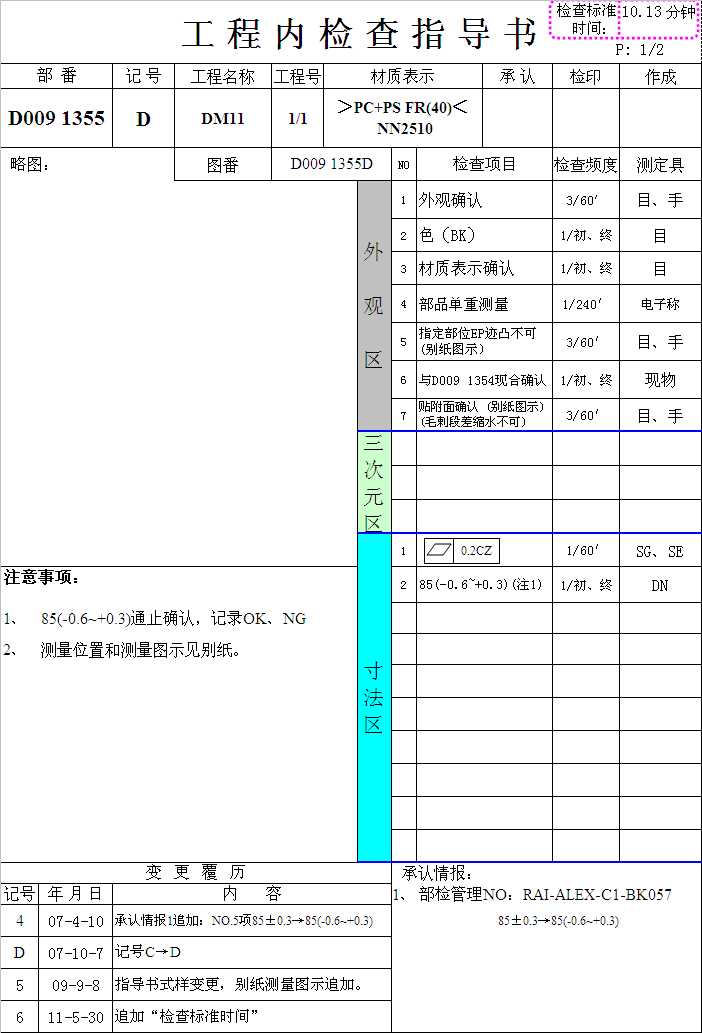 工程内检查指导书
检查标准时间：
10.13 分钟
P: 1/2
部 番 记 号 工程名称 工程号 材质表示 承 认 检印 作成
D009 1355 D DM11 1/1 ＞PC+PS FR(40)＜
NN2510
略图： 图番 D009 1355D NO 检查项目 检查频度 测定具
外观区
1 外观确认 3/60′ 目、手
2 色（BK） 1/初、终 目
3 材质表示确认 1/初、终 目
4 部品单重测量 1/240′ 电子称
5 指定部位EP迹凸不可
(别纸图示） 3/60′ 目、手
6 与D009 1354现合确认 1/初、终 现物
7 贴附面确认 (别纸图示)
(毛刺段差缩水不可） 3/60′ 目、手
三次元区
寸法区
1 0.2CZ 1/60′ SG、SE
2 85(-0.6~+0.3)(注1) 1/初、终 DN
注意事项：
1、 85(-0.6~+0.3)通止确认，记录OK、NG
2、 测量位置和测量图示见别纸。
变 更 覆 历
记号 年 月 日 内 容
4 07-4-10 承认情报1追加：NO.5项85±0.3→85(-0.6~+0.3)
D 07-10-7 记号C→D
5 09-9-8 指导书式样变更，别纸测量图示追加。
6 11-5-30 追加“检查标准时间”
承认情报：
1、 部检管理NO：RAI-ALEX-C1-BK057
85±0.3→85(-0.6~+0.3)